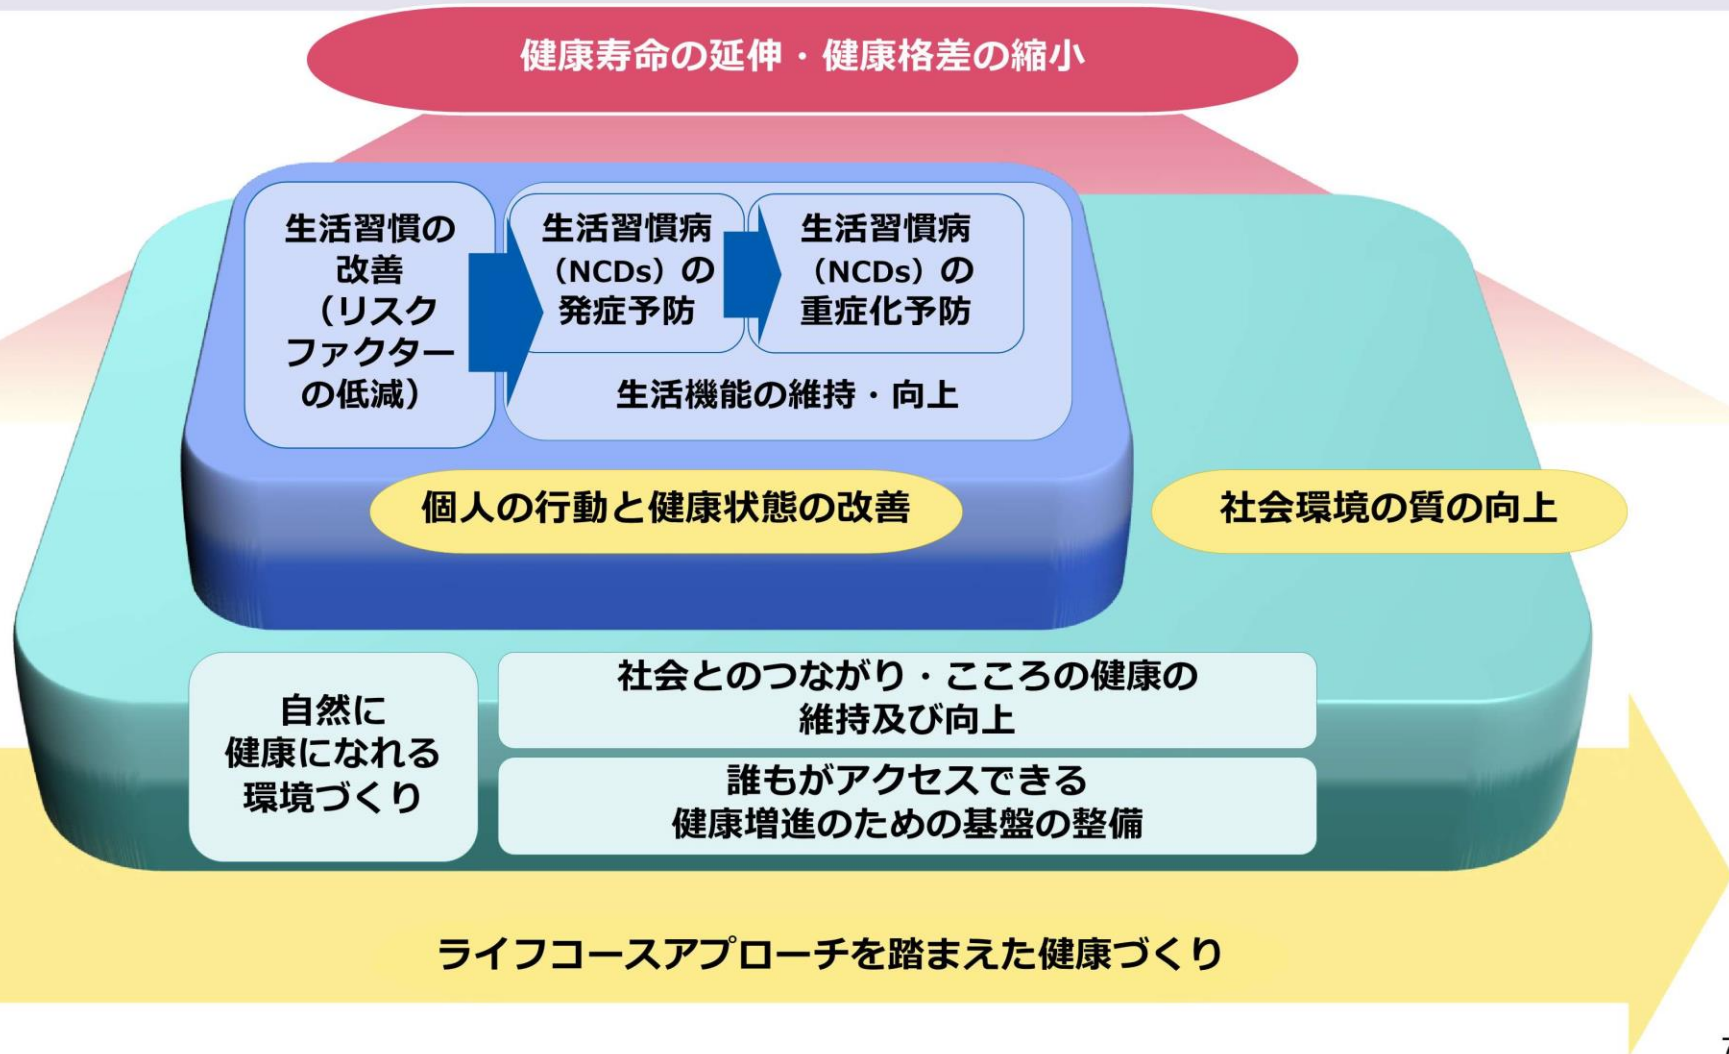 健康寿命の延伸・健康格差の縮小
生活習慣の
改善
（リスク
ファクター
の低減）
生活習慣病
（NCDs）の
発症予防
生活習慣病
（NCDs）の
重症化予防
生活機能の維持・向上
個人の行動と健康状態の改善
社会環境の質の向上
自然に
健康になれる
環境づくり
社会とのつながり・こころの健康の
維持及び向上
誰もがアクセスできる
健康増進のための基盤の整備
ライフコースアプローチを踏まえた健康づくり